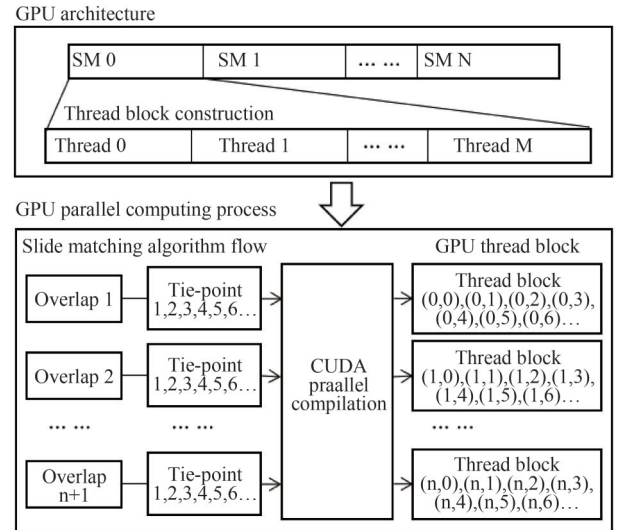 GPU architecture
SM 0 SM 1 ... ... SM N
Thread block construction
Thread 0 Thread 1 ... ... Thread M
GPU parallel computing process
Slide matching algorithm flow GPU thread block
Overlap 1
Tie-point
1,2,3,4,5,6…
Thread block
(0,0),(0,1),(0,2),(0,3),
(0,4),(0,5),(0,6)…
Overlap 2
Tie-point
1,2,3,4,5,6…
CUDA
praallel
compilation
Thread block
(1,0),(1,1),(1,2),(1,3),
(1,4),(1,5),(1,6)…
... ... ... ... ... ...
Overlap
n+1
Tie-point
1,2,3,4,5,6…
Thread block
(n,0),(n,1),(n,2),(n,3),
(n,4),(n,5),(n,6)…